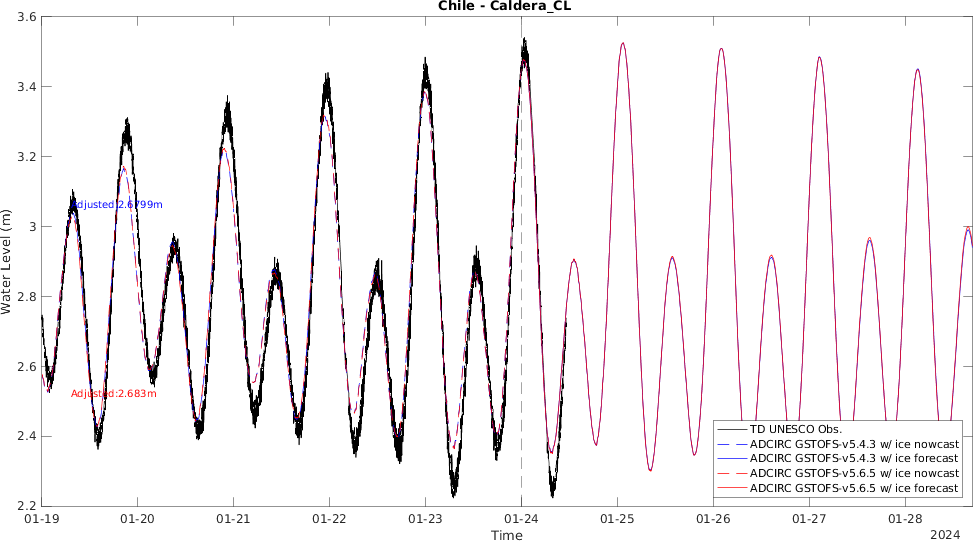 Chile - Caldera_CL
3.6
3.4
3.2
3
2.8
2.6
2.4
2.2
Water Level (m)
Adjusted:2.6799m
Adjusted:2.683m
TD UNESCO Obs.
ADCIRC GSTOFS-v5.4.3 w/ ice nowcast
ADCIRC GSTOFS-v5.4.3 w/ ice forecast
ADCIRC GSTOFS-v5.6.5 w/ ice nowcast
ADCIRC GSTOFS-v5.6.5 w/ ice forecast
01-19 01-20 01-21 01-22 01-23 01-24 01-25 01-26 01-27 01-28
Time
2024